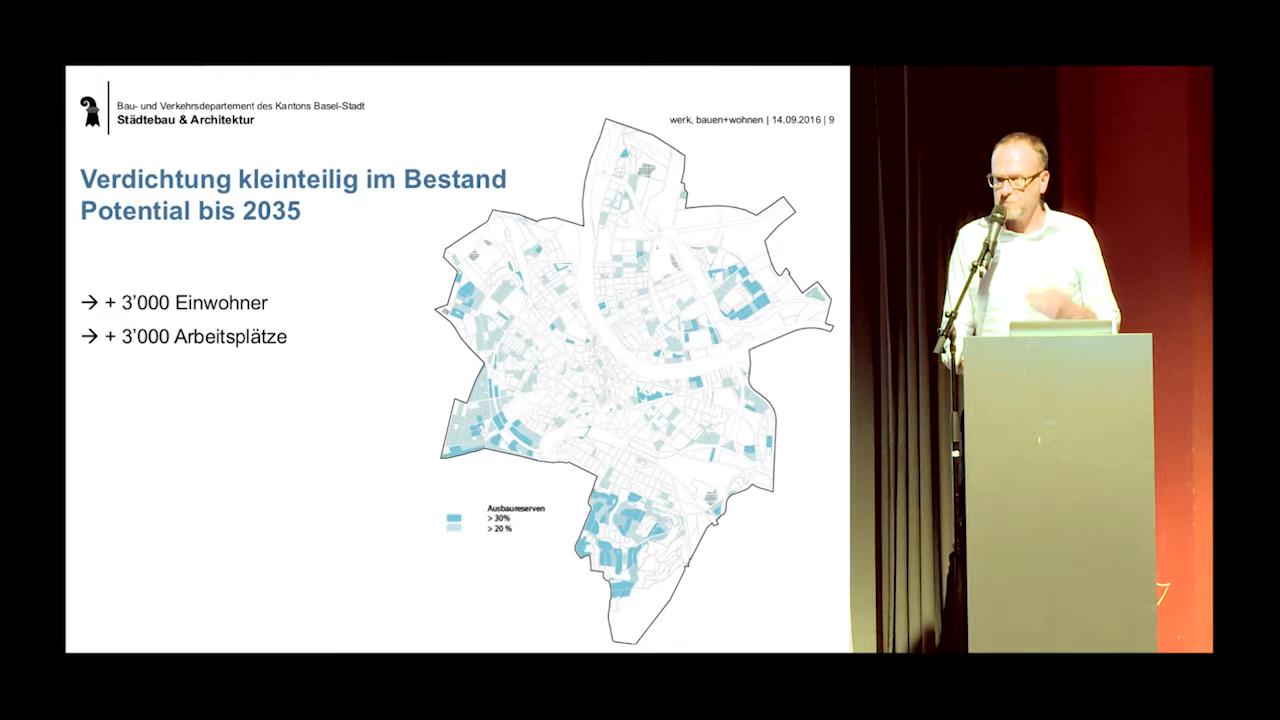 Bau- und Verkehrsdepartement des Kantons Basel-Stadt
Städtebau & Architektur
werk, bauen+wohnen | 14.09.2016 | 9
Verdichtung kleinteilig im Bestand
Potential bis 2035
→ + 3’000 Einwohner
→ + 3’000 Arbeitsplätze
Ausbaureserven
> 30%
> 20 %